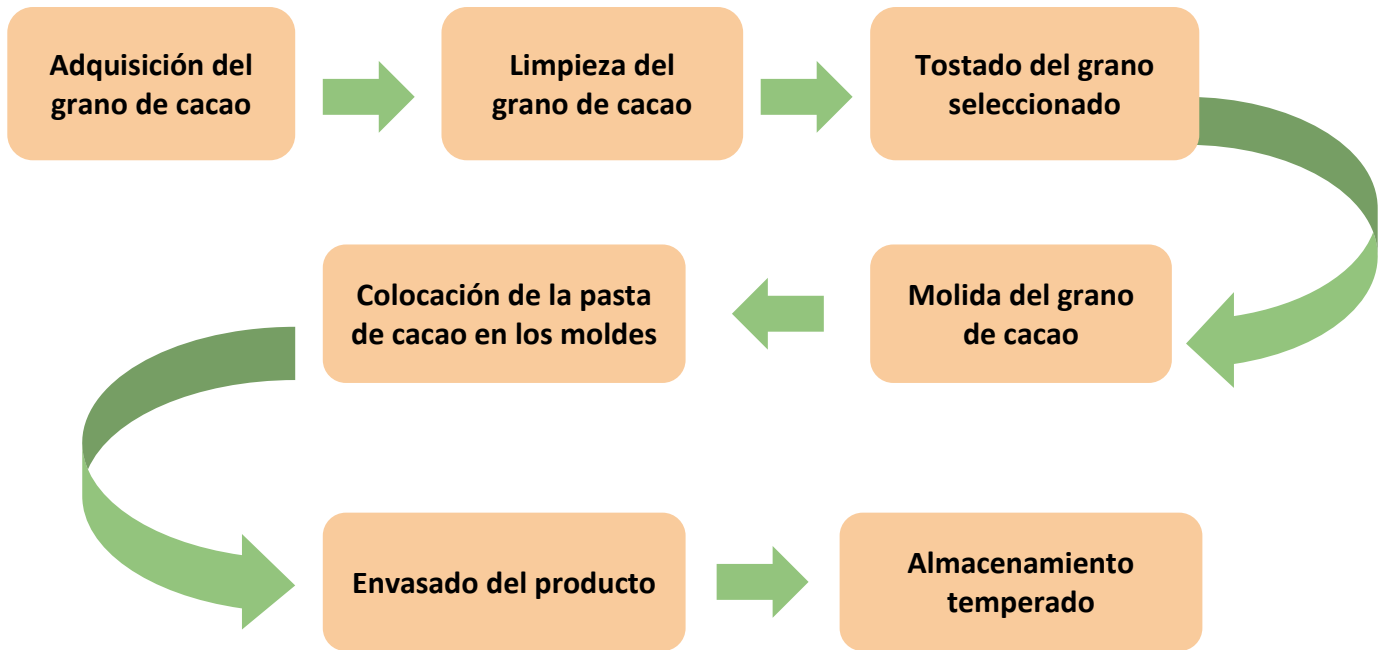 Adquisición del
grano de cacao
Limpieza del
grano de cacao
Tostado del grano
seleccionado
Molida del grano
de cacao
Colocación de la pasta
de cacao en los moldes
Envasado del producto
Almacenamiento
temperado